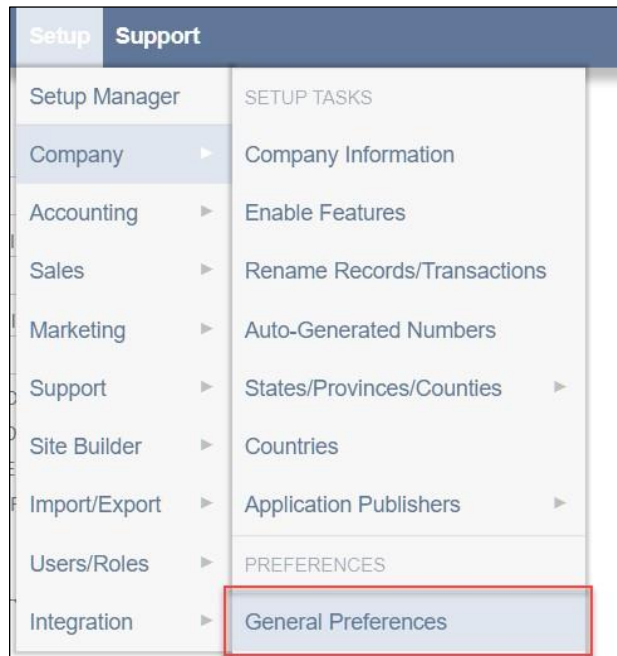 Setup Support
Setup Manager
Company
Accounting
Sales
Marketing
Support
Site Builder
Import/Export
Users/Roles
Integration
SETUP TASKS
Company Information
Enable Features
Rename Records/Transactions
Auto-Generated Numbers
States/Provinces/Counties
Countries
Application Publishers
PREFERENCES
General Preferences